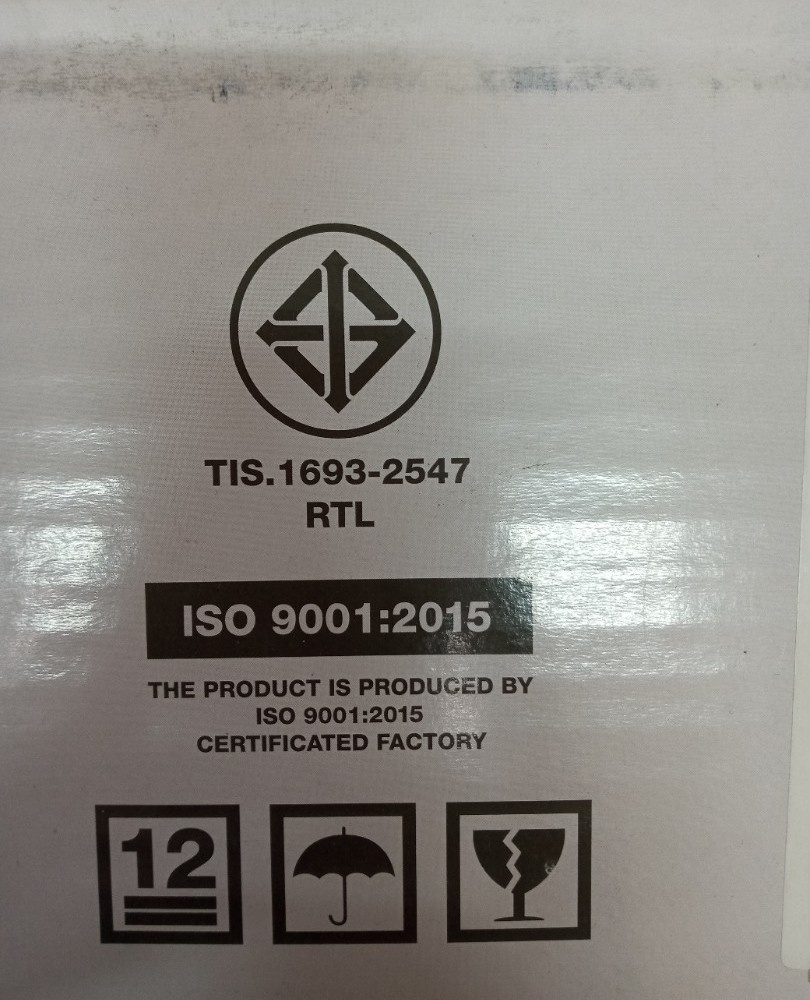 TIS.1693-2547
RTL
ISO 9001:2015
THE PRODUCT IS PRODUCED BY
ISO 9001:2015
CERTIFICATED FACTORY
12